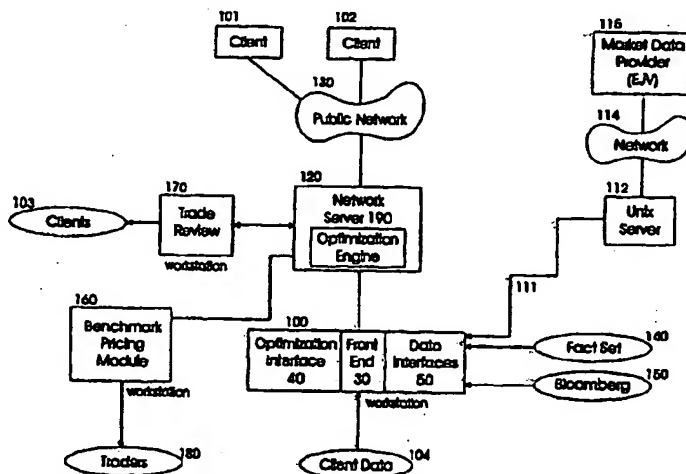 101
Client
102
Client
115
Market Data
Provider
(EJV)
130
Public Network
114
Network
103
Clients
170
Trade
Review
workstation
120
Network
Server 190
Optimization
Engine
112
Unix
Server
111
160
Benchmark
Pricing
Module
workstation
100
Optimization
Interface
40
Front
End
30
Data
Interfaces
50
workstation
140
Fact Set
150
Bloomberg
Traders
180
Client Data
104